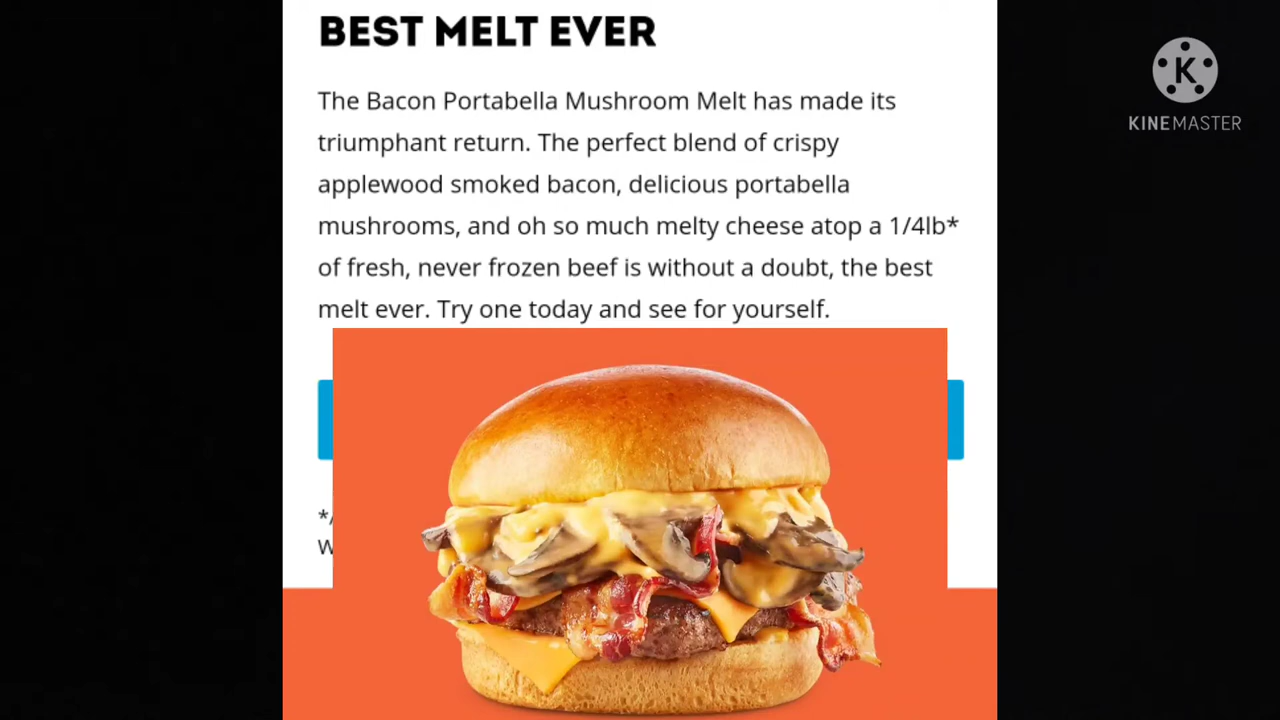 BEST MELT EVER
The Bacon Portabella Mushroom Melt has made its
triumphant return. The perfect blend of crispy
applewood smoked bacon, delicious portabella
mushrooms, and oh so much melty cheese atop a 1/4lb*
of fresh, never frozen beef is without a doubt, the best
melt ever. Try one today and see for yourself.
K
KINEMASTER